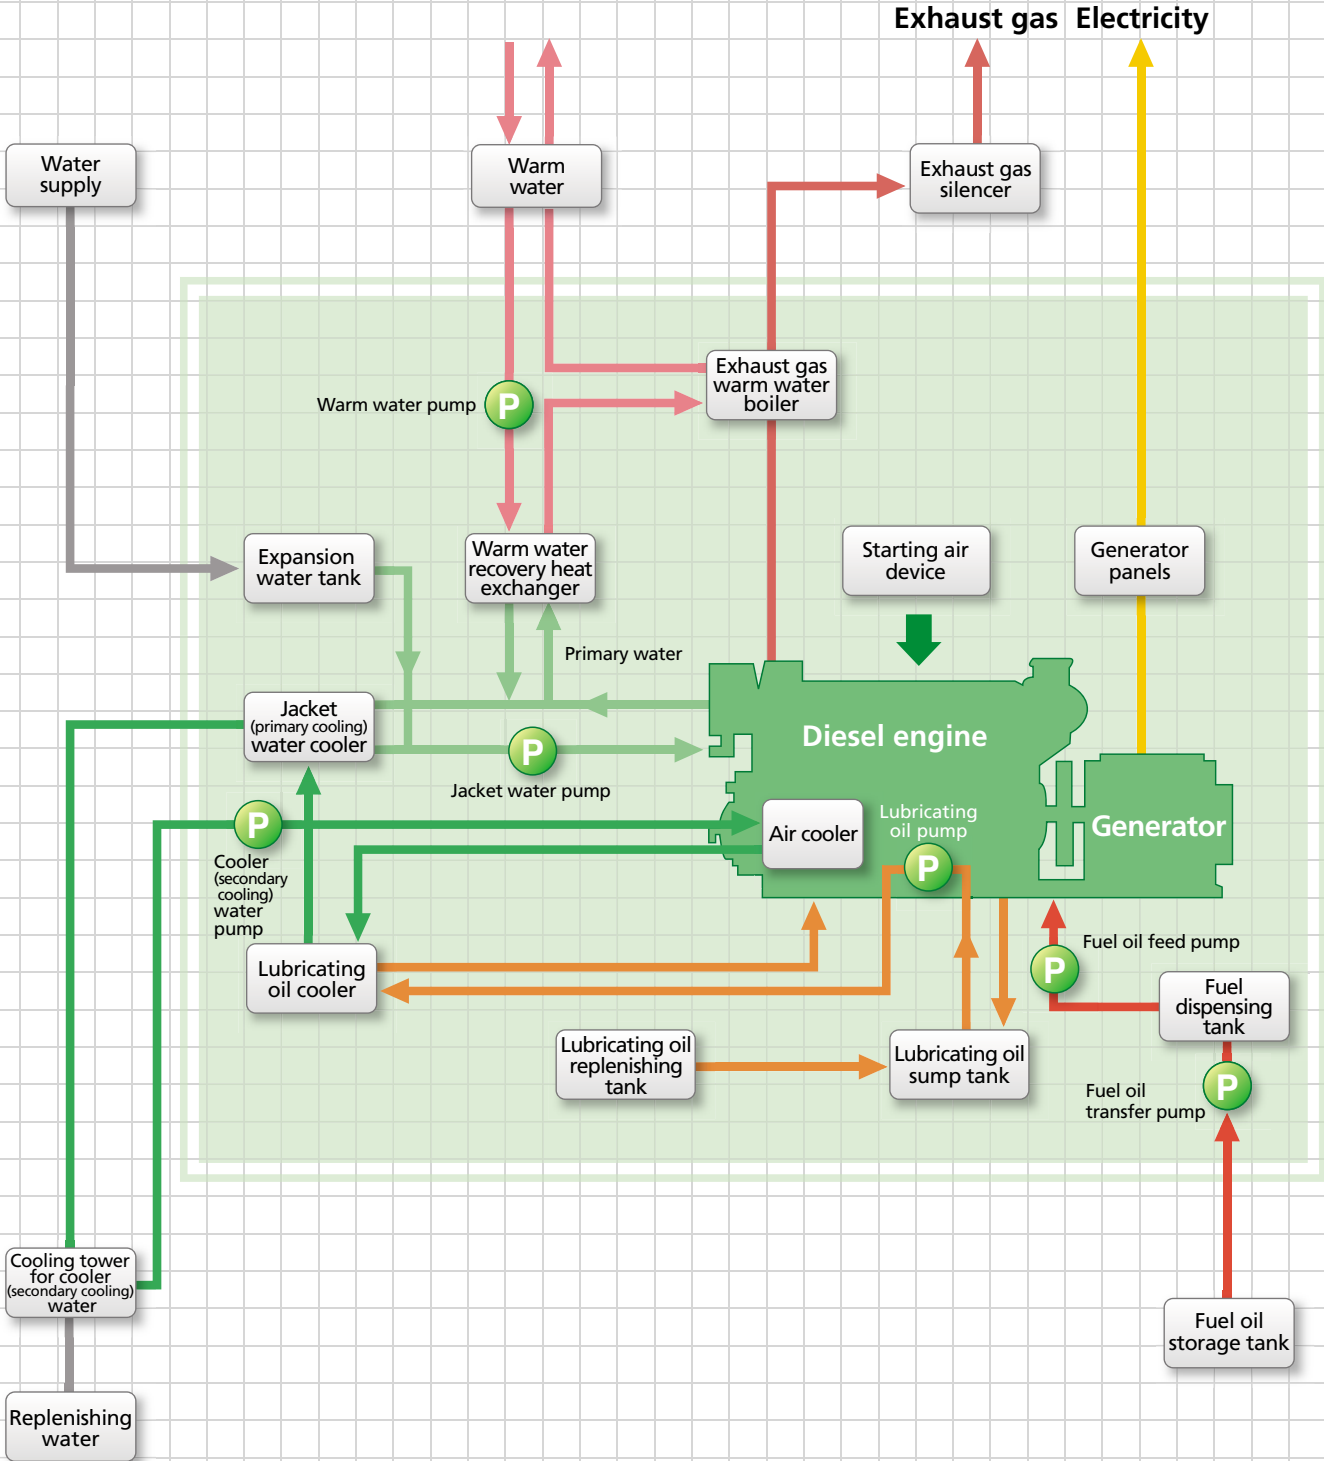 Exhaust gas Electricity
Water
supply
Warm
water
Exhaust gas
silencer
Exhaust gas
warm water
boiler
Warm water pump
P
Expansion
water tank
Warm water
recovery heat
exchanger
Starting air
device
Generator
panels
Primary water
Jacket
(primary cooling)
water cooler
P
Jacket water pump
Diesel engine
P
Cooler
(secondary
cooling)
water
pump
Air cooler
Lubricating
oil pump
P
Generator
Lubricating
oil cooler
P
Fuel oil feed pump
Fuel
dispensing
tank
Lubricating oil
replenishing
tank
Lubricating oil
sump tank
Fuel oil
transfer pump
P
Cooling tower
for cooler
(secondary cooling)
water
Fuel oil
storage tank
Replenishing
water